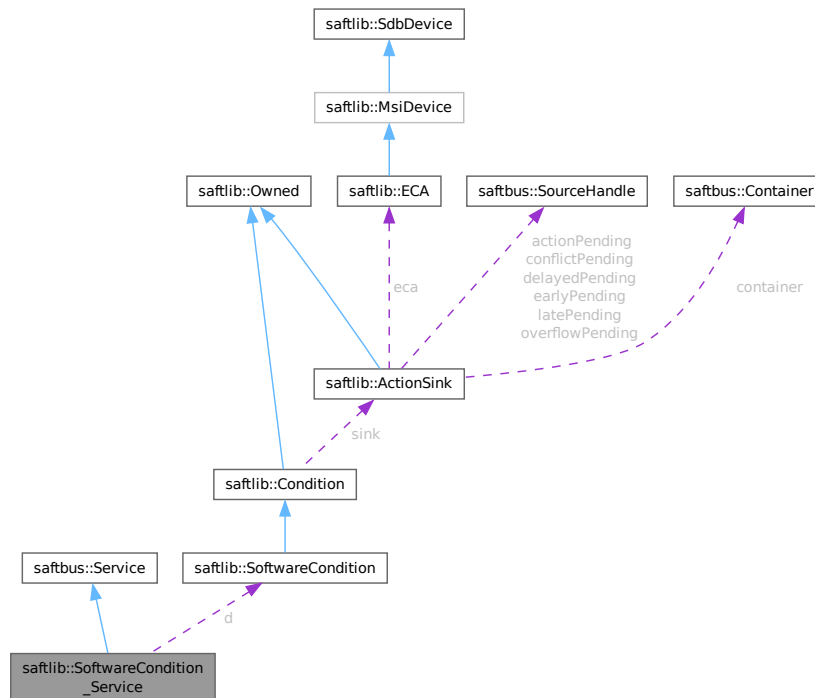 saftlib::SdbDevice
saftlib::MsiDevice
saftlib::Owned
saftlib::ECA
saftbus::SourceHandle
saftbus::Container
actionPending
conflictPending
delayedPending
earlyPending
latePending
overflowPending
eca
container
saftlib::ActionSink
sink
saftlib::Condition
saftbus::Service
saftlib::SoftwareCondition
d
saftlib::SoftwareCondition
_Service